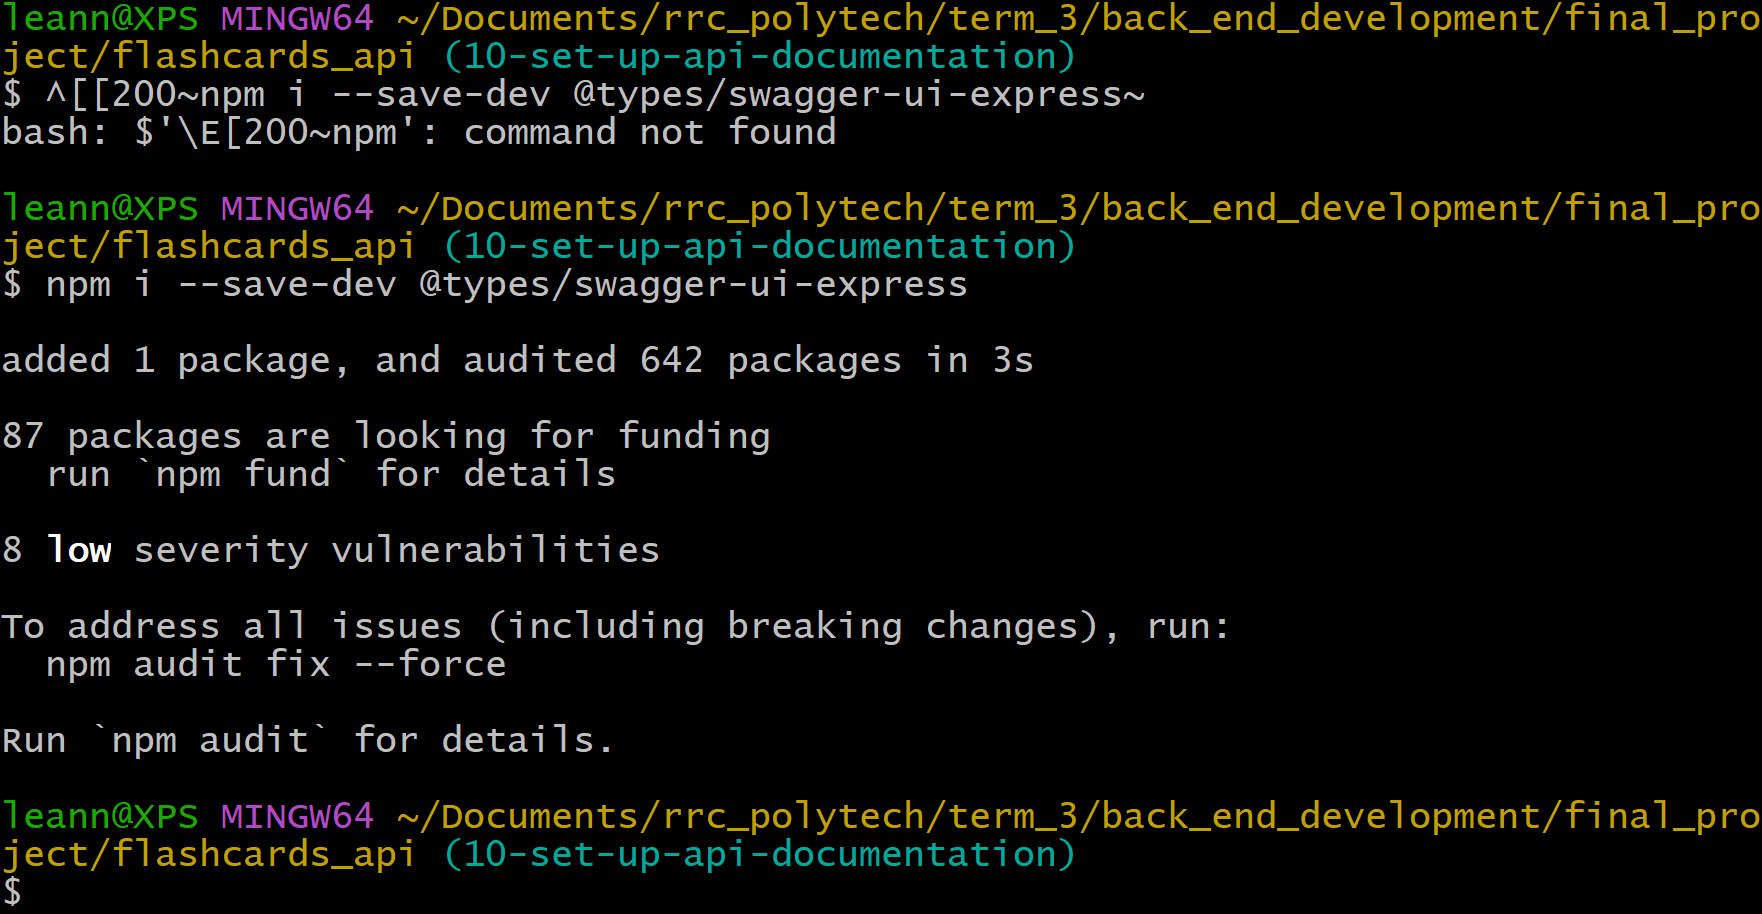 leann@XPS MINGW64 ~/Documents/rrc_polytech/term_3/back_end_development/final_pro
ject/flashcards_api (10-set-up-api-documentation)
$ ^[[200~npm i --save-dev @types/swagger-ui-express~
bash: $'\E[200~npm': command not found
leann@XPS MINGW64 ~/Documents/rrc_polytech/term_3/back_end_development/final_pro
ject/flashcards_api (10-set-up-api-documentation)
$ npm i --save-dev @types/swagger-ui-express
added 1 package, and audited 642 packages in 3s
87 packages are looking for funding
  run `npm fund` for details
8 low severity vulnerabilities
To address all issues (including breaking changes), run:
  npm audit fix --force
Run `npm audit` for details.
leann@XPS MINGW64 ~/Documents/rrc_polytech/term_3/back_end_development/final_pro
ject/flashcards_api (10-set-up-api-documentation)
$